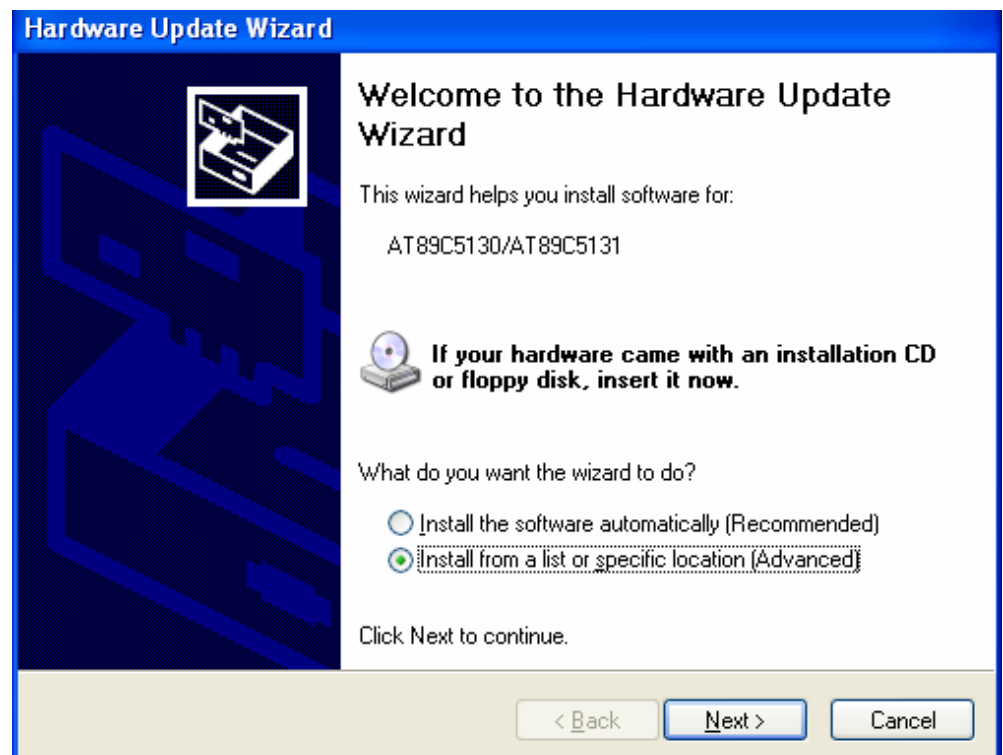 Hardware Update Wizard
Welcome to the Hardware Update
Wizard
This wizard helps you install software for:
AT89C5130/AT89C5131
If your hardware came with an installation CD
or floppy disk, insert it now.
What do you want the wizard to do?
Install the software automatically (Recommended)
Install from a list or specific location (Advanced)
Click Next to continue.
< Back Next > Cancel